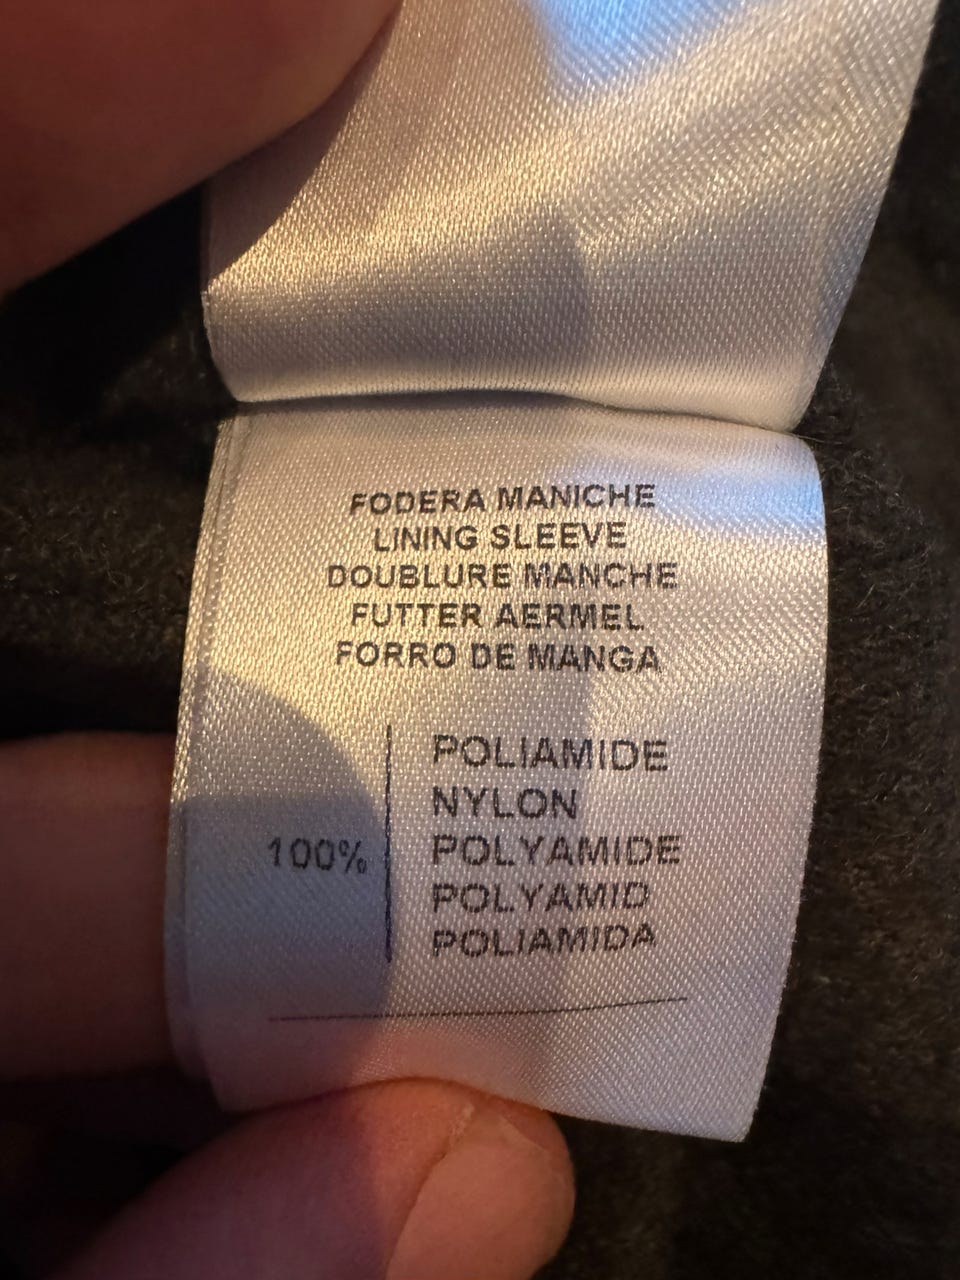 FODERA MANICHE
LINING SLEEVE
DOUBLURE MANCHE
FUTTER AERMEL
FORRO DE MANGA
100%
POLIAMIDE
NYLON
POLYAMIDE
POLYAMID
POLIAMIDA